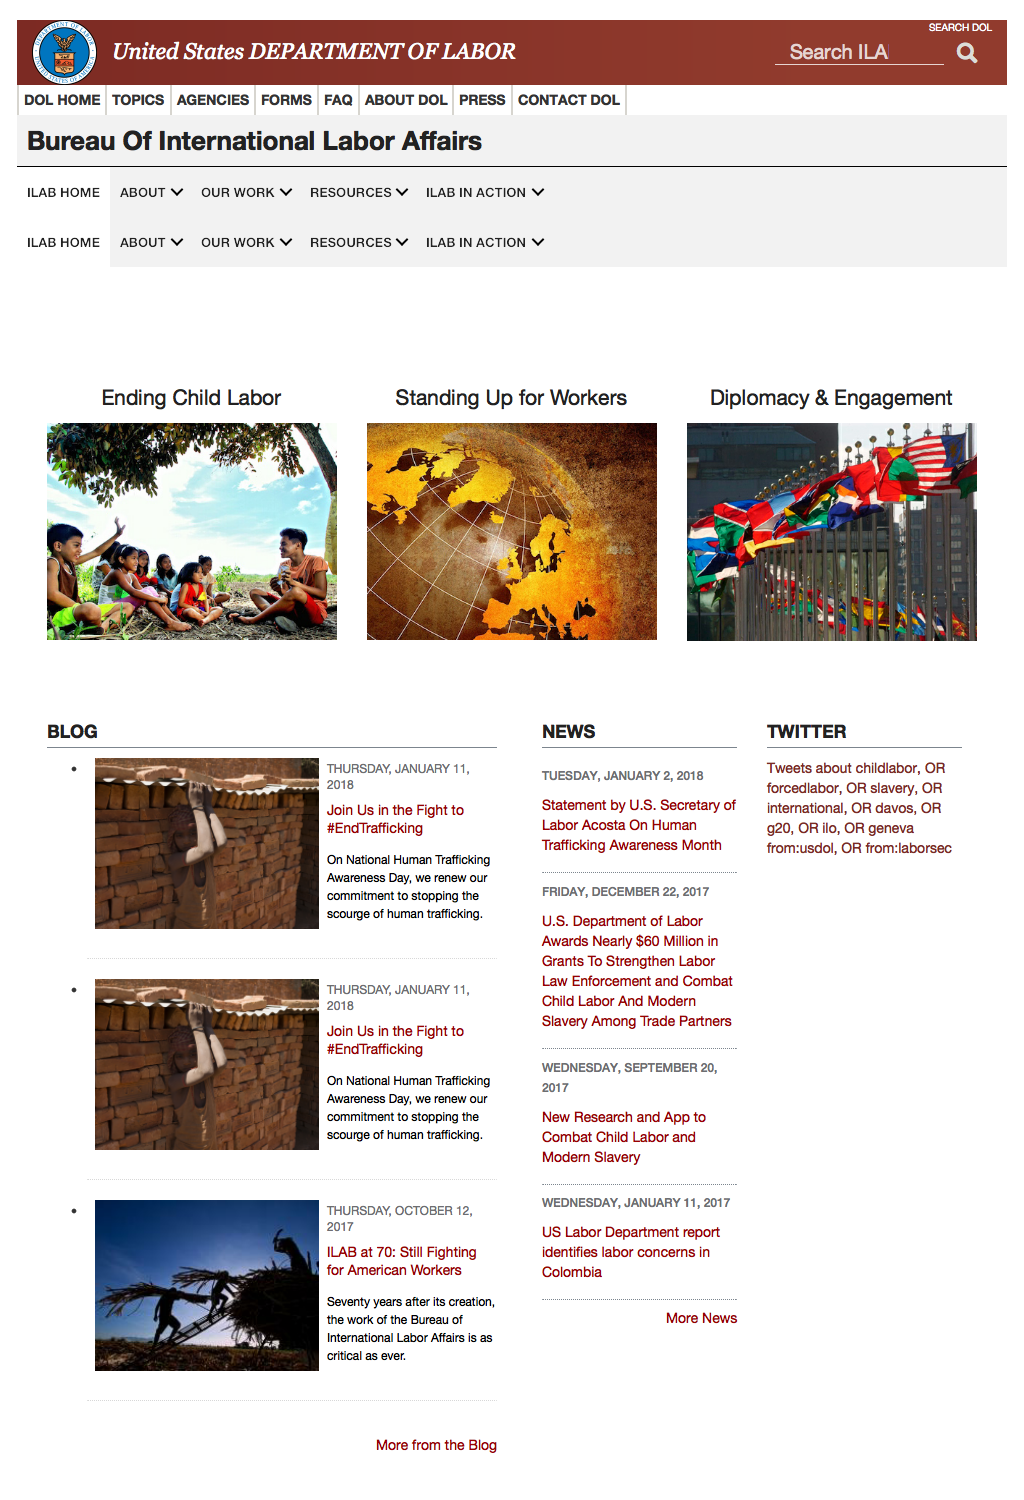 SEARCH DOL
United States DEPARTMENT OF LABOR
Search ILA
DOL HOME TOPICS AGENCIES FORMS FAQ ABOUT DOL PRESS CONTACT DOL
Bureau Of International Labor Affairs
ILAB HOME ABOUT OUR WORK RESOURCES ILAB IN ACTION
ILAB HOME ABOUT OUR WORK RESOURCES ILAB IN ACTION
Ending Child Labor
Standing Up for Workers
Diplomacy & Engagement
BLOG
THURSDAY, JANUARY 11,
2018
Join Us in the Fight to
#EndTrafficking
On National Human Trafficking
Awareness Day, we renew our
commitment to stopping the
scourge of human trafficking.
THURSDAY, JANUARY 11,
2018
Join Us in the Fight to
#EndTrafficking
On National Human Trafficking
Awareness Day, we renew our
commitment to stopping the
scourge of human trafficking.
THURSDAY, OCTOBER 12,
2017
ILAB at 70: Still Fighting
for American Workers
Seventy years after its creation,
the work of the Bureau of
International Labor Affairs is as
critical as ever.
More from the Blog
NEWS
TUESDAY, JANUARY 2, 2018
Statement by U.S. Secretary of
Labor Acosta On Human
Trafficking Awareness Month
FRIDAY, DECEMBER 22, 2017
U.S. Department of Labor
Awards Nearly $60 Million in
Grants To Strengthen Labor
Law Enforcement and Combat
Child Labor And Modern
Slavery Among Trade Partners
WEDNESDAY, SEPTEMBER 20,
2017
New Research and App to
Combat Child Labor and
Modern Slavery
WEDNESDAY, JANUARY 11, 2017
US Labor Department report
identifies labor concerns in
Colombia
More News
TWITTER
Tweets about childlabor, OR
forcedlabor, OR slavery, OR
international, OR davos, OR
g20, OR ilo, OR geneva
from:usdol, OR from:laborsec